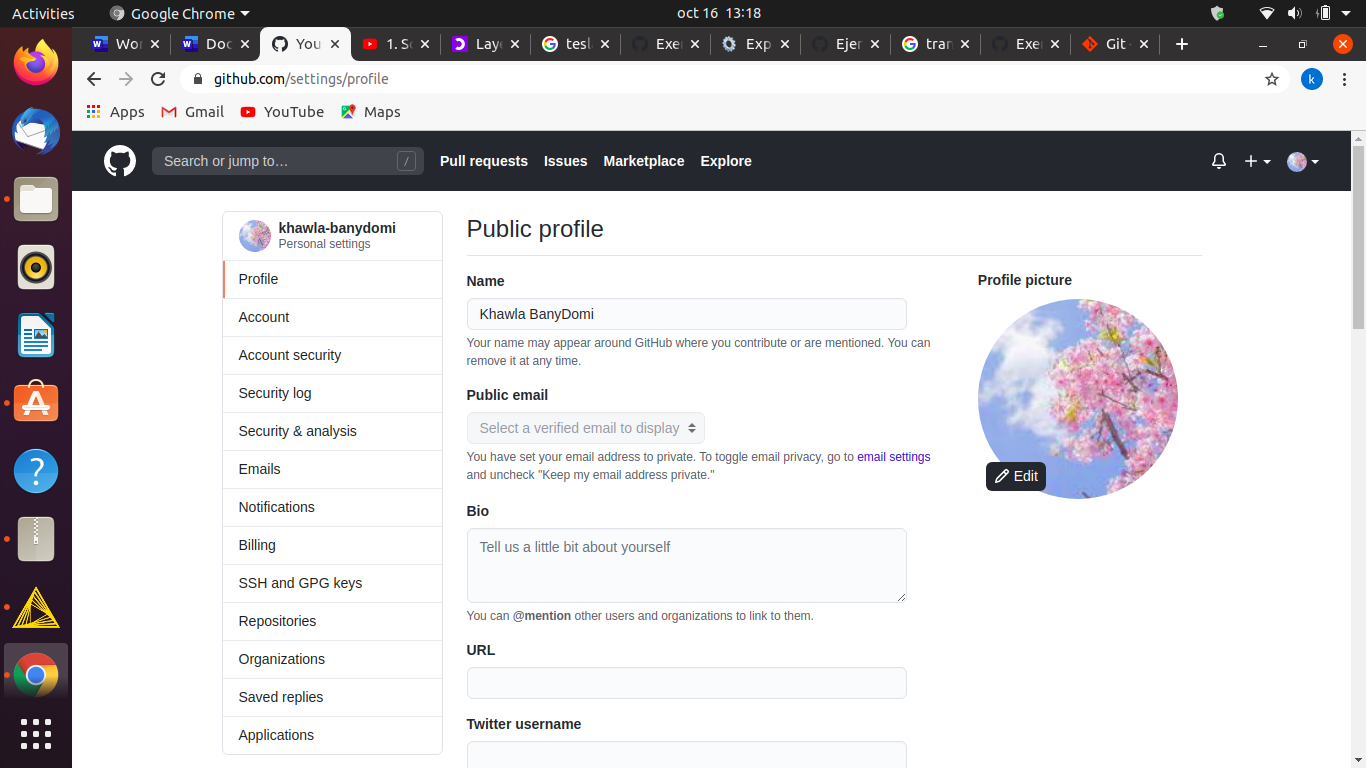 Activities
Google Chrome
oct 16 13:18
Wor
Doc
You
1. Sc
Laye
tesl
Exer
Exp
Ejer
tran
Exer
Git
github.com/settings/profile
k
Apps
Gmail
YouTube
Maps
Search or jump to…
/
Pull requests
Issues
Marketplace
Explore
khawla-banydomi
Personal settings
Profile
Account
Account security
Security log
Security & analysis
Emails
Notifications
Billing
SSH and GPG keys
Repositories
Organizations
Saved replies
Applications
Public profile
Name
Khawla BanyDomi
Your name may appear around GitHub where you contribute or are mentioned. You can
remove it at any time.
Public email
Select a verified email to display
You have set your email address to private. To toggle email privacy, go to email settings
and uncheck "Keep my email address private."
Bio
Tell us a little bit about yourself
You can @mention other users and organizations to link to them.
URL
Twitter username
Profile picture
Edit